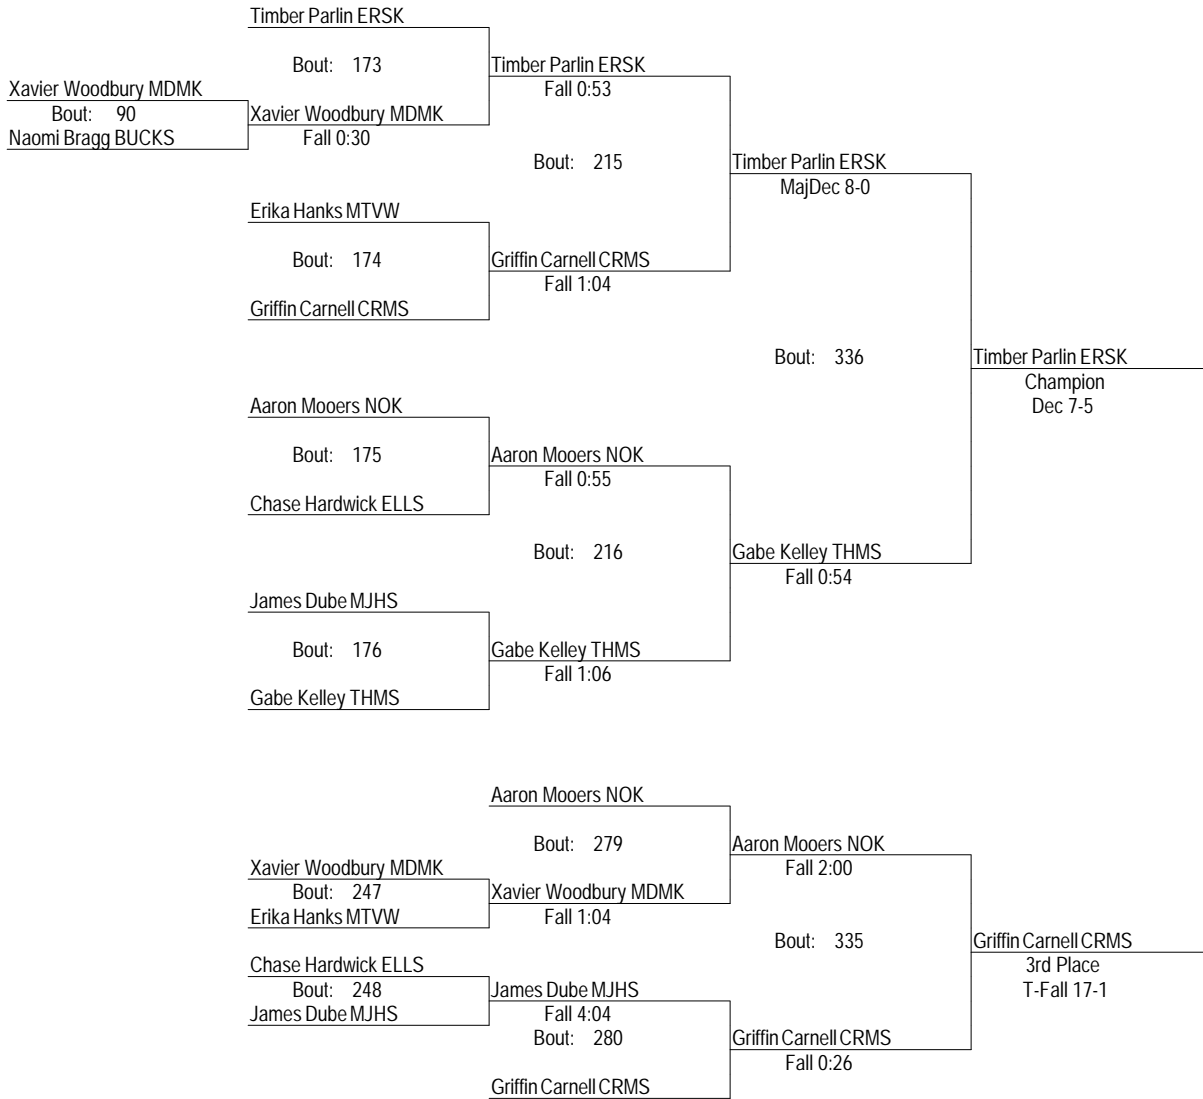 Timber Parlin ERSK
Bout: 173
Timber Parlin ERSK
Fall 0:53
Xavier Woodbury MDMK
Bout: 90
Naomi Bragg BUCKS
Xavier Woodbury MDMK
Fall 0:30
Bout: 215
Timber Parlin ERSK
MajDec 8-0
Erika Hanks MTVW
Bout: 174
Griffin Carnell CRMS
Fall 1:04
Griffin Carnell CRMS
Bout: 336
Timber Parlin ERSK
Champion
Dec 7-5
Aaron Mooers NOK
Bout: 175
Aaron Mooers NOK
Fall 0:55
Chase Hardwick ELLS
Bout: 216
Gabe Kelley THMS
Fall 0:54
James Dube MJHS
Bout: 176
Gabe Kelley THMS
Fall 1:06
Gabe Kelley THMS
Aaron Mooers NOK
Bout: 279
Aaron Mooers NOK
Fall 2:00
Xavier Woodbury MDMK
Bout: 247
Erika Hanks MTVW
Xavier Woodbury MDMK
Fall 1:04
Bout: 335
Griffin Carnell CRMS
3rd Place
T-Fall 17-1
Chase Hardwick ELLS
Bout: 248
James Dube MJHS
James Dube MJHS
Fall 4:04
Bout: 280
Griffin Carnell CRMS
Fall 0:26
Griffin Carnell CRMS